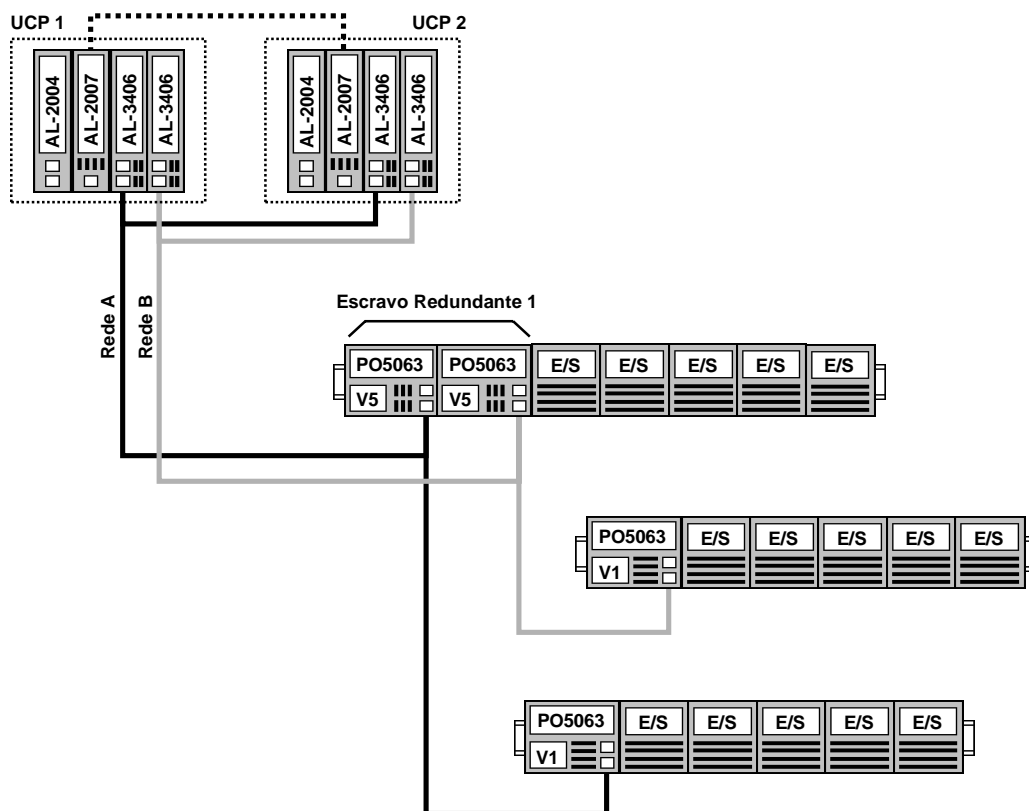 UCP 1
UCP 2
AL-2004
AL-2007
AL-3406
AL-3406
AL-2004
AL-2007
AL-3406
AL-3406
Rede A
Rede B
Escravo Redundante 1
PO5063
PO5063
E/S
E/S
E/S
E/S
E/S
V5
V5
PO5063
E/S
E/S
E/S
E/S
E/S
V1
PO5063
E/S
E/S
E/S
E/S
E/S
V1